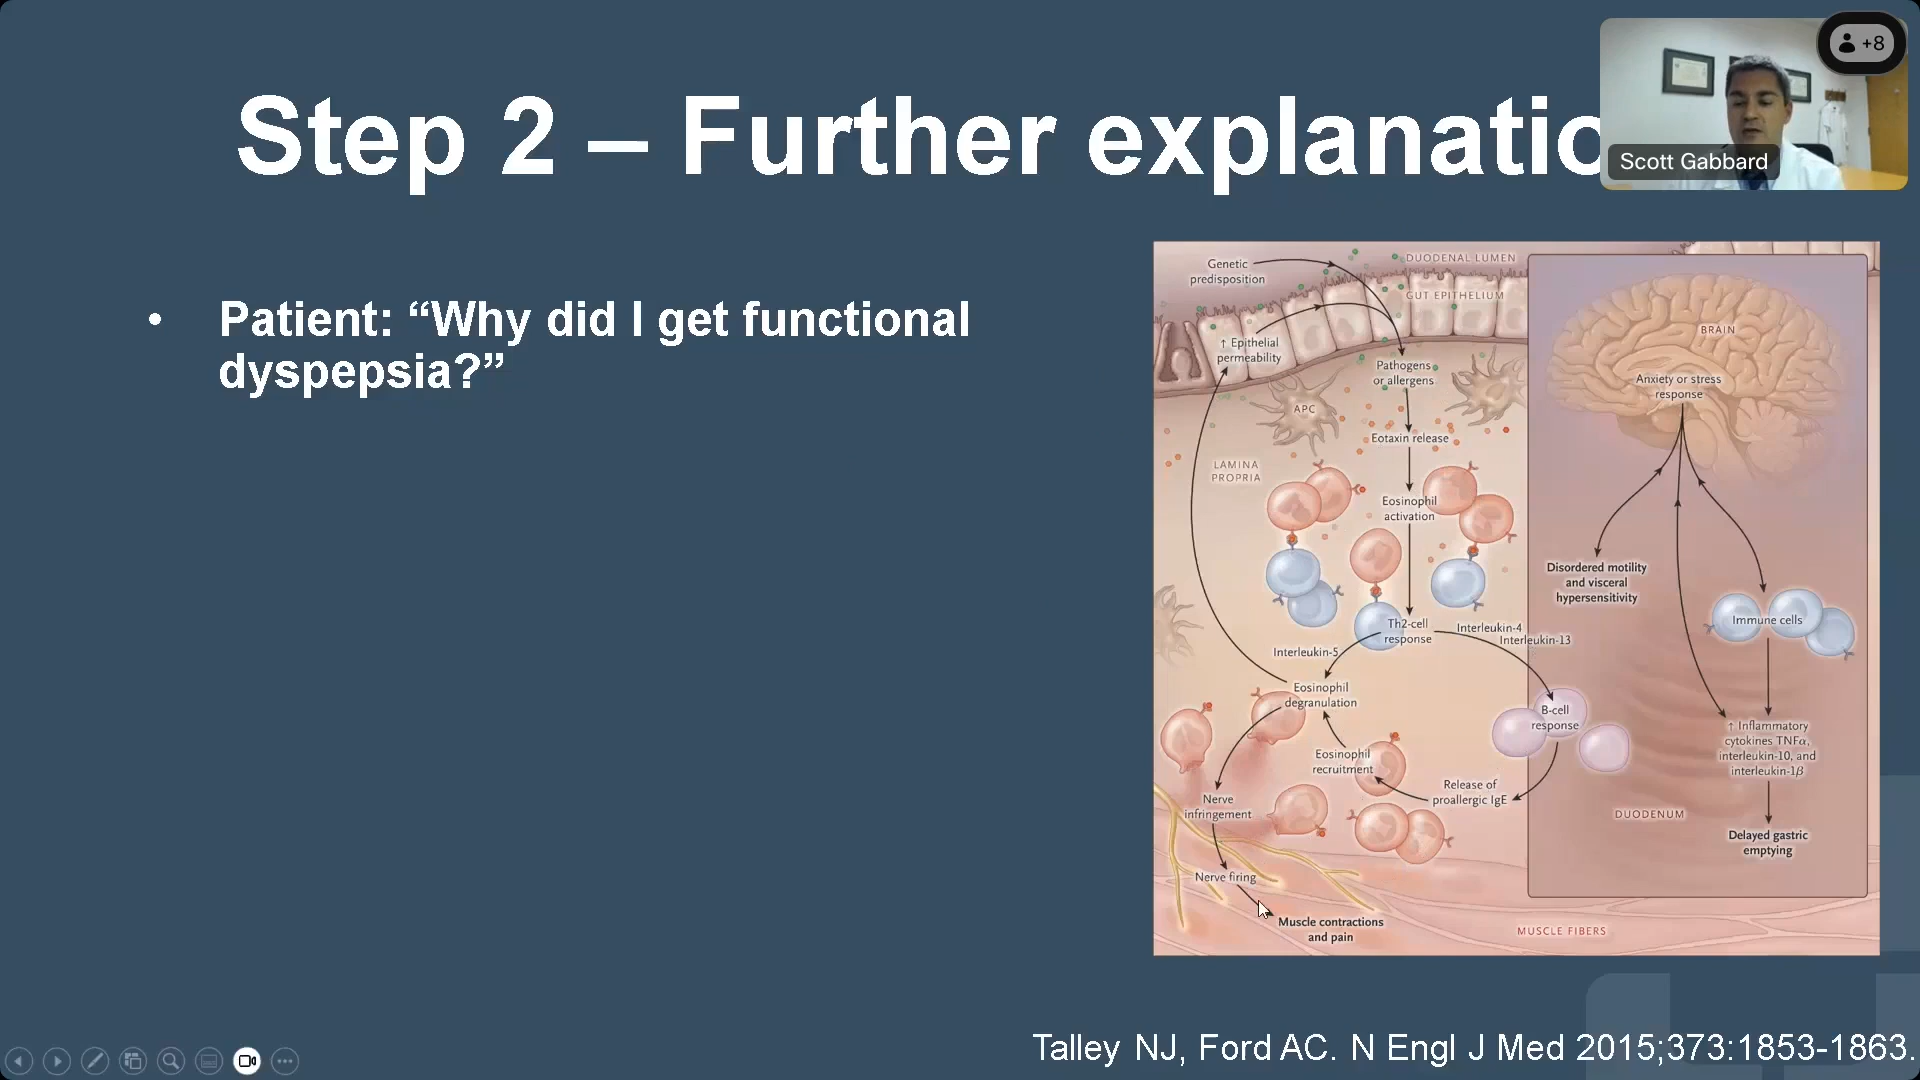 +8
Scott Gabbard
Step 2 – Further explanatio
• Patient: “Why did I get functional
dyspepsia?”
Genetic
predisposition
DUODENAL LUMEN
GUT EPITHELIUM
↑ Epithelial
permeability
Pathogens
or allergens
APC
Eotaxin release
LAMINA
PROPRIA
Eosinophil
activation
Th2-cell
response
Interleukin-4
Interleukin-13
Interleukin-5
Eosinophil
degranulation
B-cell
response
Eosinophil
recruitment
Release of
proallergic IgE
Nerve
infringement
Nerve firing
Muscle contractions
and pain
MUSCLE FIBERS
BRAIN
Anxiety or stress
response
Disordered motility
and visceral
hypersensitivity
Immune cells
↑ Inflammatory
cytokines TNFα,
interleukin-10, and
interleukin-1β
DUODENUM
Delayed gastric
emptying
Talley NJ, Ford AC. N Engl J Med 2015;373:1853-1863.